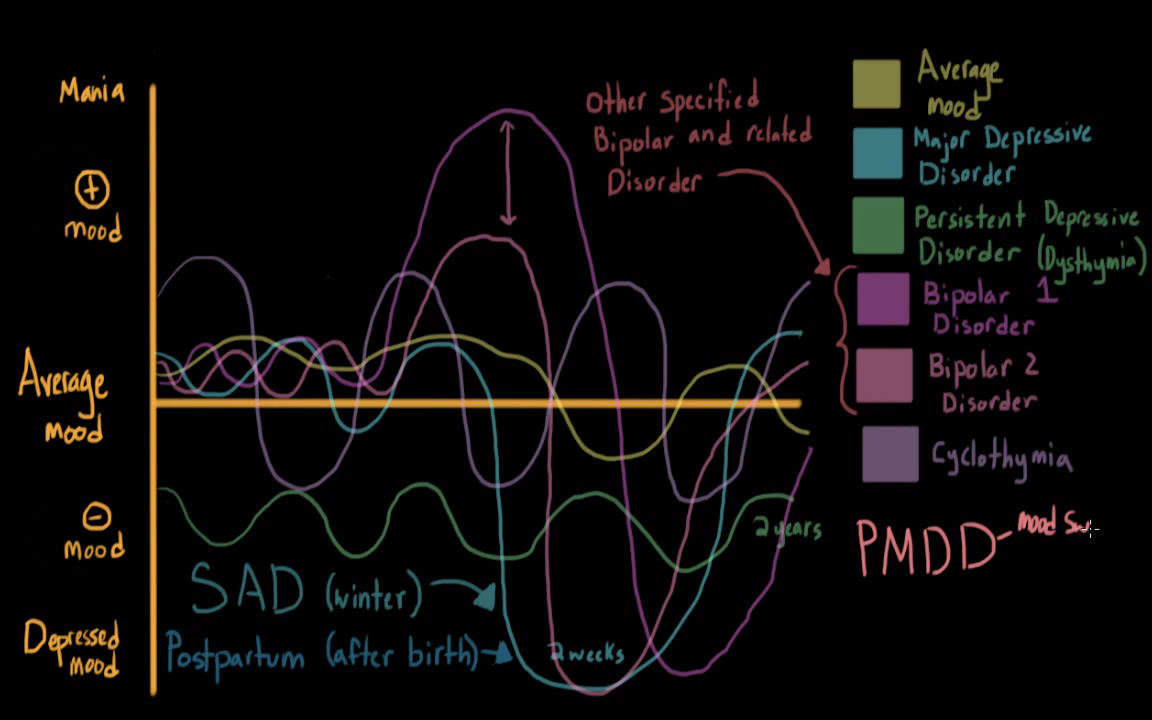 Mania
+
mood
Average
mood
-
mood
Depressed
mood
Other specified
Bipolar and related
Disorder
SAD (winter)
Postpartum (after birth)
2 weeks
2 years
Average
mood
Major Depressive
Disorder
Persistent Depressive
Disorder (Dysthymia)
Bipolar 1
Disorder
Bipolar 2
Disorder
Cyclothymia
PMDD - mood